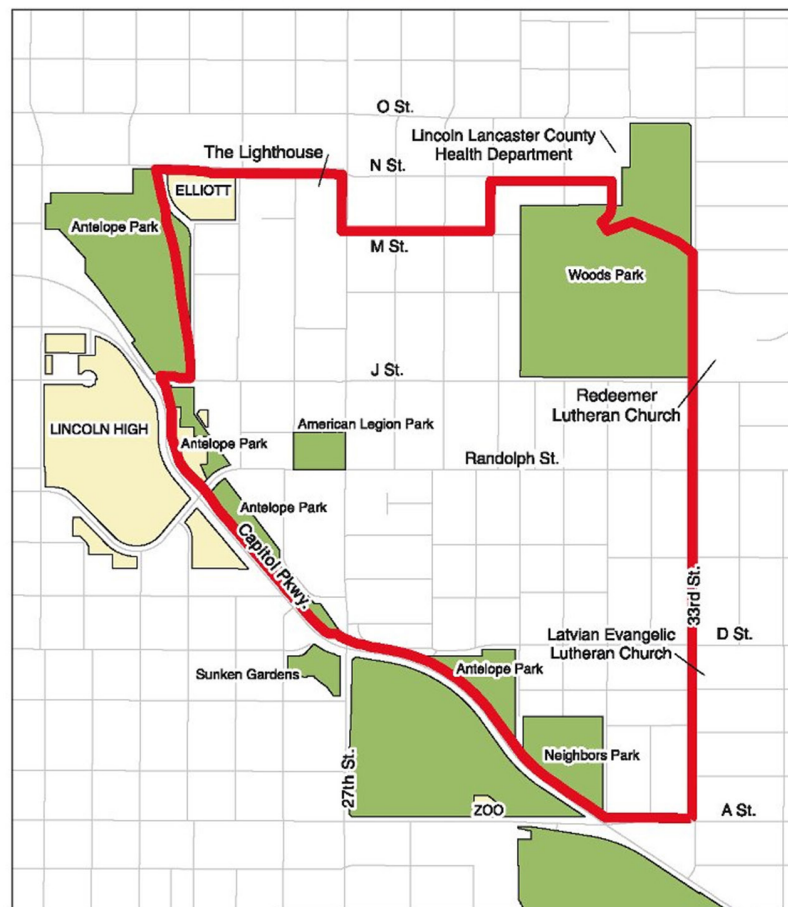 O St.
Lincoln Lancaster County
Health Department
The Lighthouse
N St.
ELLIOTT
Antelope Park
M St.
Woods Park
J St.
Redeemer
Lutheran Church
LINCOLN HIGH
Antelope Park
American Legion Park
Randolph St.
Antelope Park
Capitol Pkwy.
33rd St.
Latvian Evangelic
Lutheran Church
D St.
Sunken Gardens
Antelope Park
27th St.
Neighbors Park
ZOO
A St.